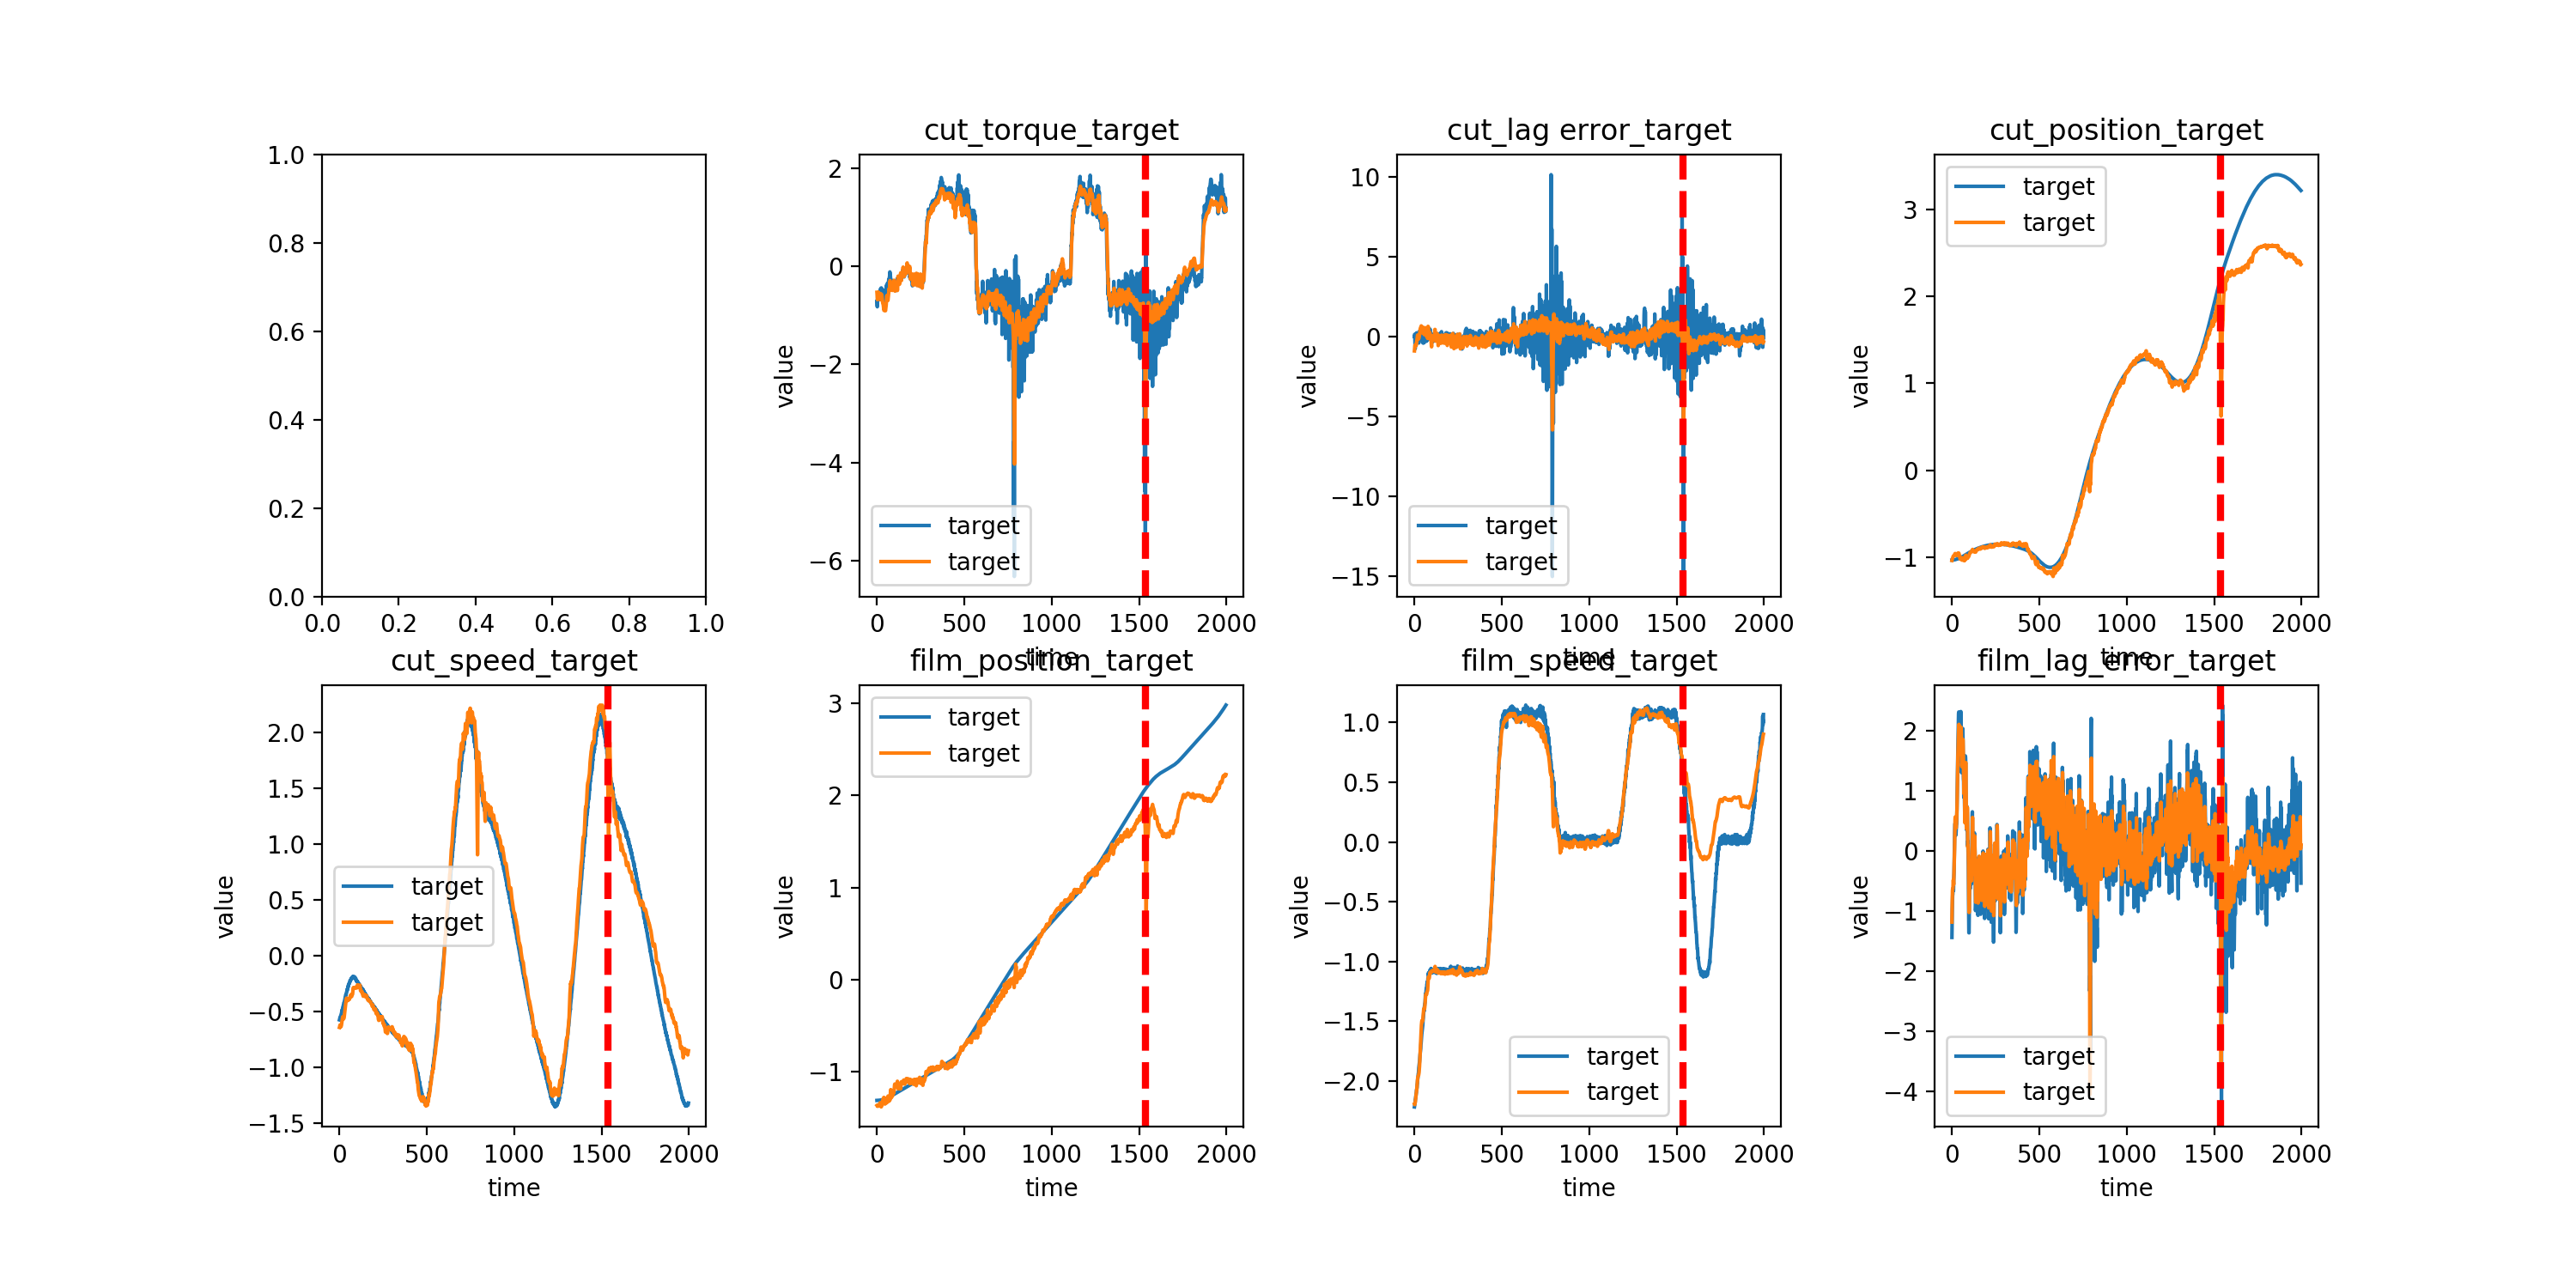 cut_torque_target
cut_lag error_target
cut_position_target
1.0
0.8
0.6
0.4
0.2
0.0
0.0 0.2 0.4 0.6 0.8 1.0
value
2
0
−2
−4
−6
target
target
0 500 1000 1500 2000
time
value
10
5
0
−5
−10
−15
target
target
0 500 1000 1500 2000
time
value
3
2
1
0
−1
target
target
0 500 1000 1500 2000
time
cut_speed_target
film_position_target
film_speed_target
film_lag_error_target
value
2.0
1.5
1.0
0.5
0.0
−0.5
−1.0
−1.5
target
target
0 500 1000 1500 2000
time
value
3
2
1
0
−1
target
target
0 500 1000 1500 2000
time
value
1.0
0.5
0.0
−0.5
−1.0
−1.5
−2.0
target
target
0 500 1000 1500 2000
time
value
2
1
0
−1
−2
−3
−4
target
target
0 500 1000 1500 2000
time